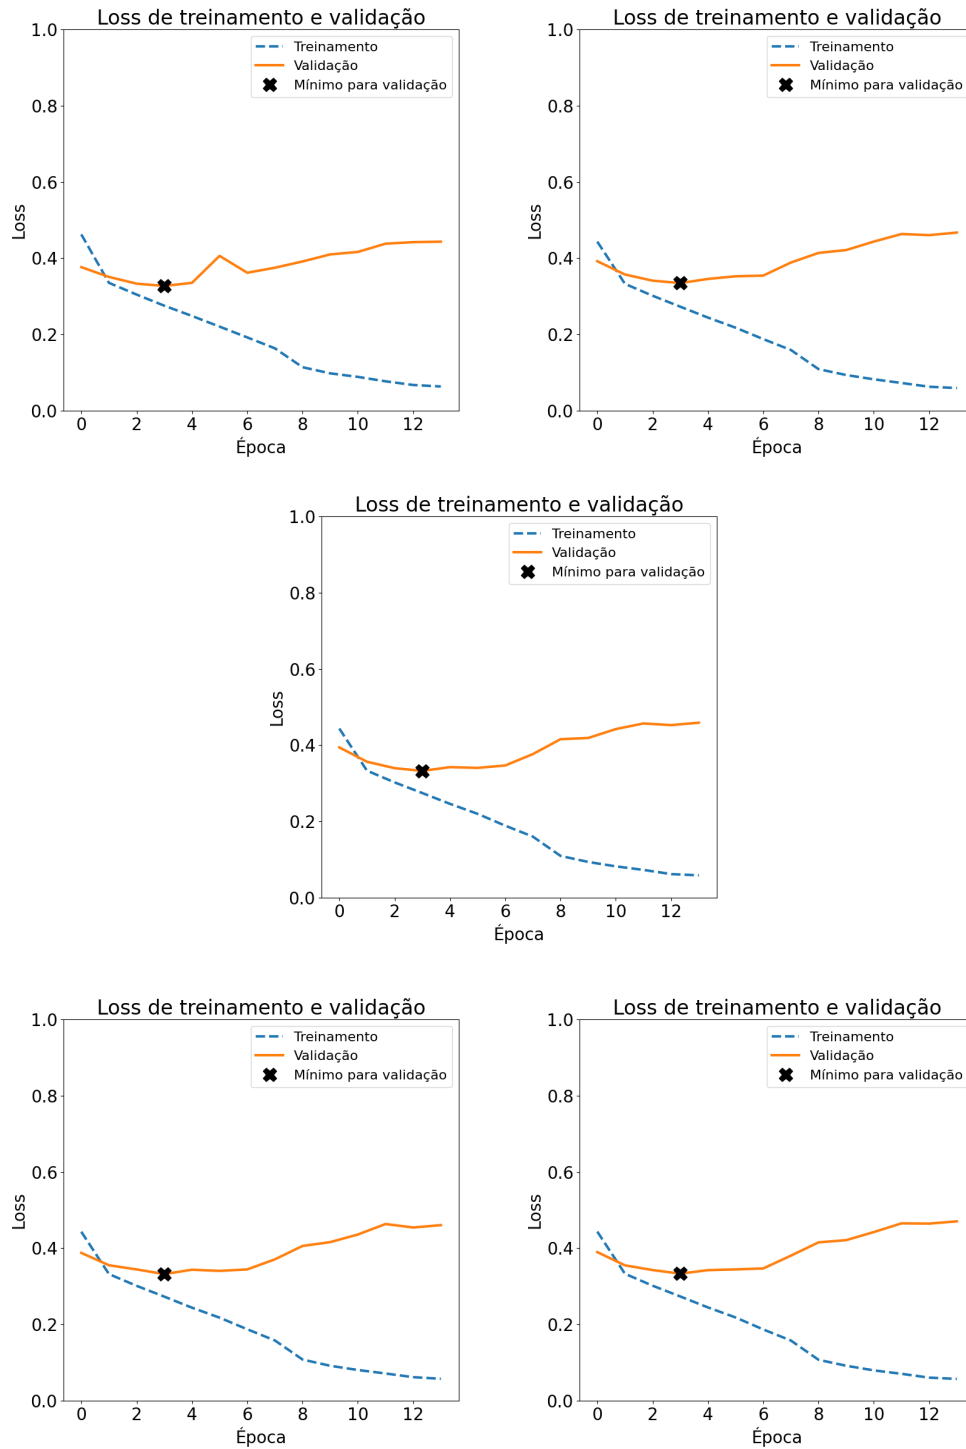 Loss de treinamento e validação
1.0
Treinamento
Validação
Mínimo para validação
0.8
0.6
Loss
0.4
0.2
0.0
0 2 4 6 8 10 12
Época
Loss de treinamento e validação
1.0
Treinamento
Validação
Mínimo para validação
0.8
0.6
Loss
0.4
0.2
0.0
0 2 4 6 8 10 12
Época
Loss de treinamento e validação
1.0
Treinamento
Validação
Mínimo para validação
0.8
0.6
Loss
0.4
0.2
0.0
0 2 4 6 8 10 12
Época
Loss de treinamento e validação
1.0
Treinamento
Validação
Mínimo para validação
0.8
0.6
Loss
0.4
0.2
0.0
0 2 4 6 8 10 12
Época
Loss de treinamento e validação
1.0
Treinamento
Validação
Mínimo para validação
0.8
0.6
Loss
0.4
0.2
0.0
0 2 4 6 8 10 12
Época